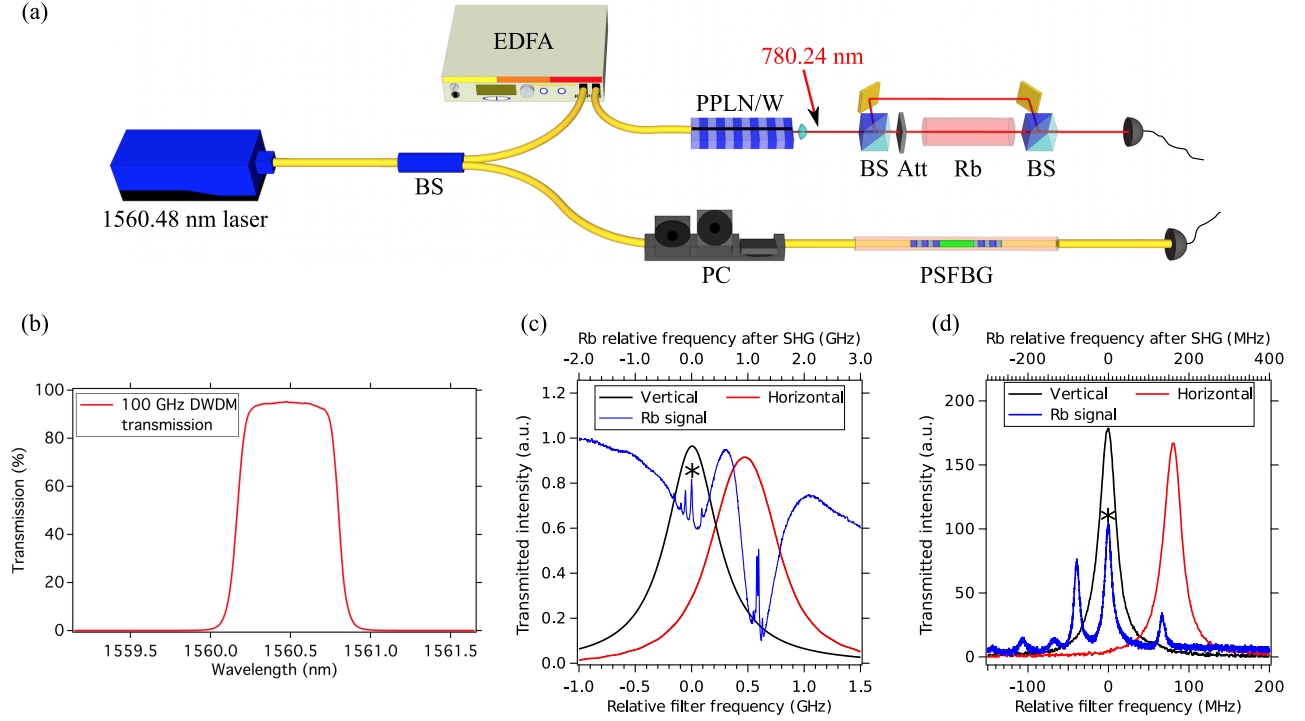 (a)
EDFA
780.24 nm
PPLN/W
BS
Att
Rb
BS
BS
1560.48 nm laser
PC
PSFBG
(b)
100 GHz DWDM
transmission
Transmission (%)
100
80
60
40
20
0
1559.5
1560.0
1560.5
1561.0
1561.5
Wavelength (nm)
(c)
Rb relative frequency after SHG (GHz)
-2.0
-1.0
0.0
1.0
2.0
3.0
Vertical
Horizontal
Rb signal
*
Transmitted intensity (a.u.)
1.2
1.0
0.8
0.6
0.4
0.2
0.0
-1.0
-0.5
0.0
0.5
1.0
1.5
Relative filter frequency (GHz)
(d)
Rb relative frequency after SHG (MHz)
-200
0
200
400
Vertical
Horizontal
Rb signal
*
Transmitted intensity (a.u.)
200
150
100
50
0
-100
0
100
200
Relative filter frequency (MHz)